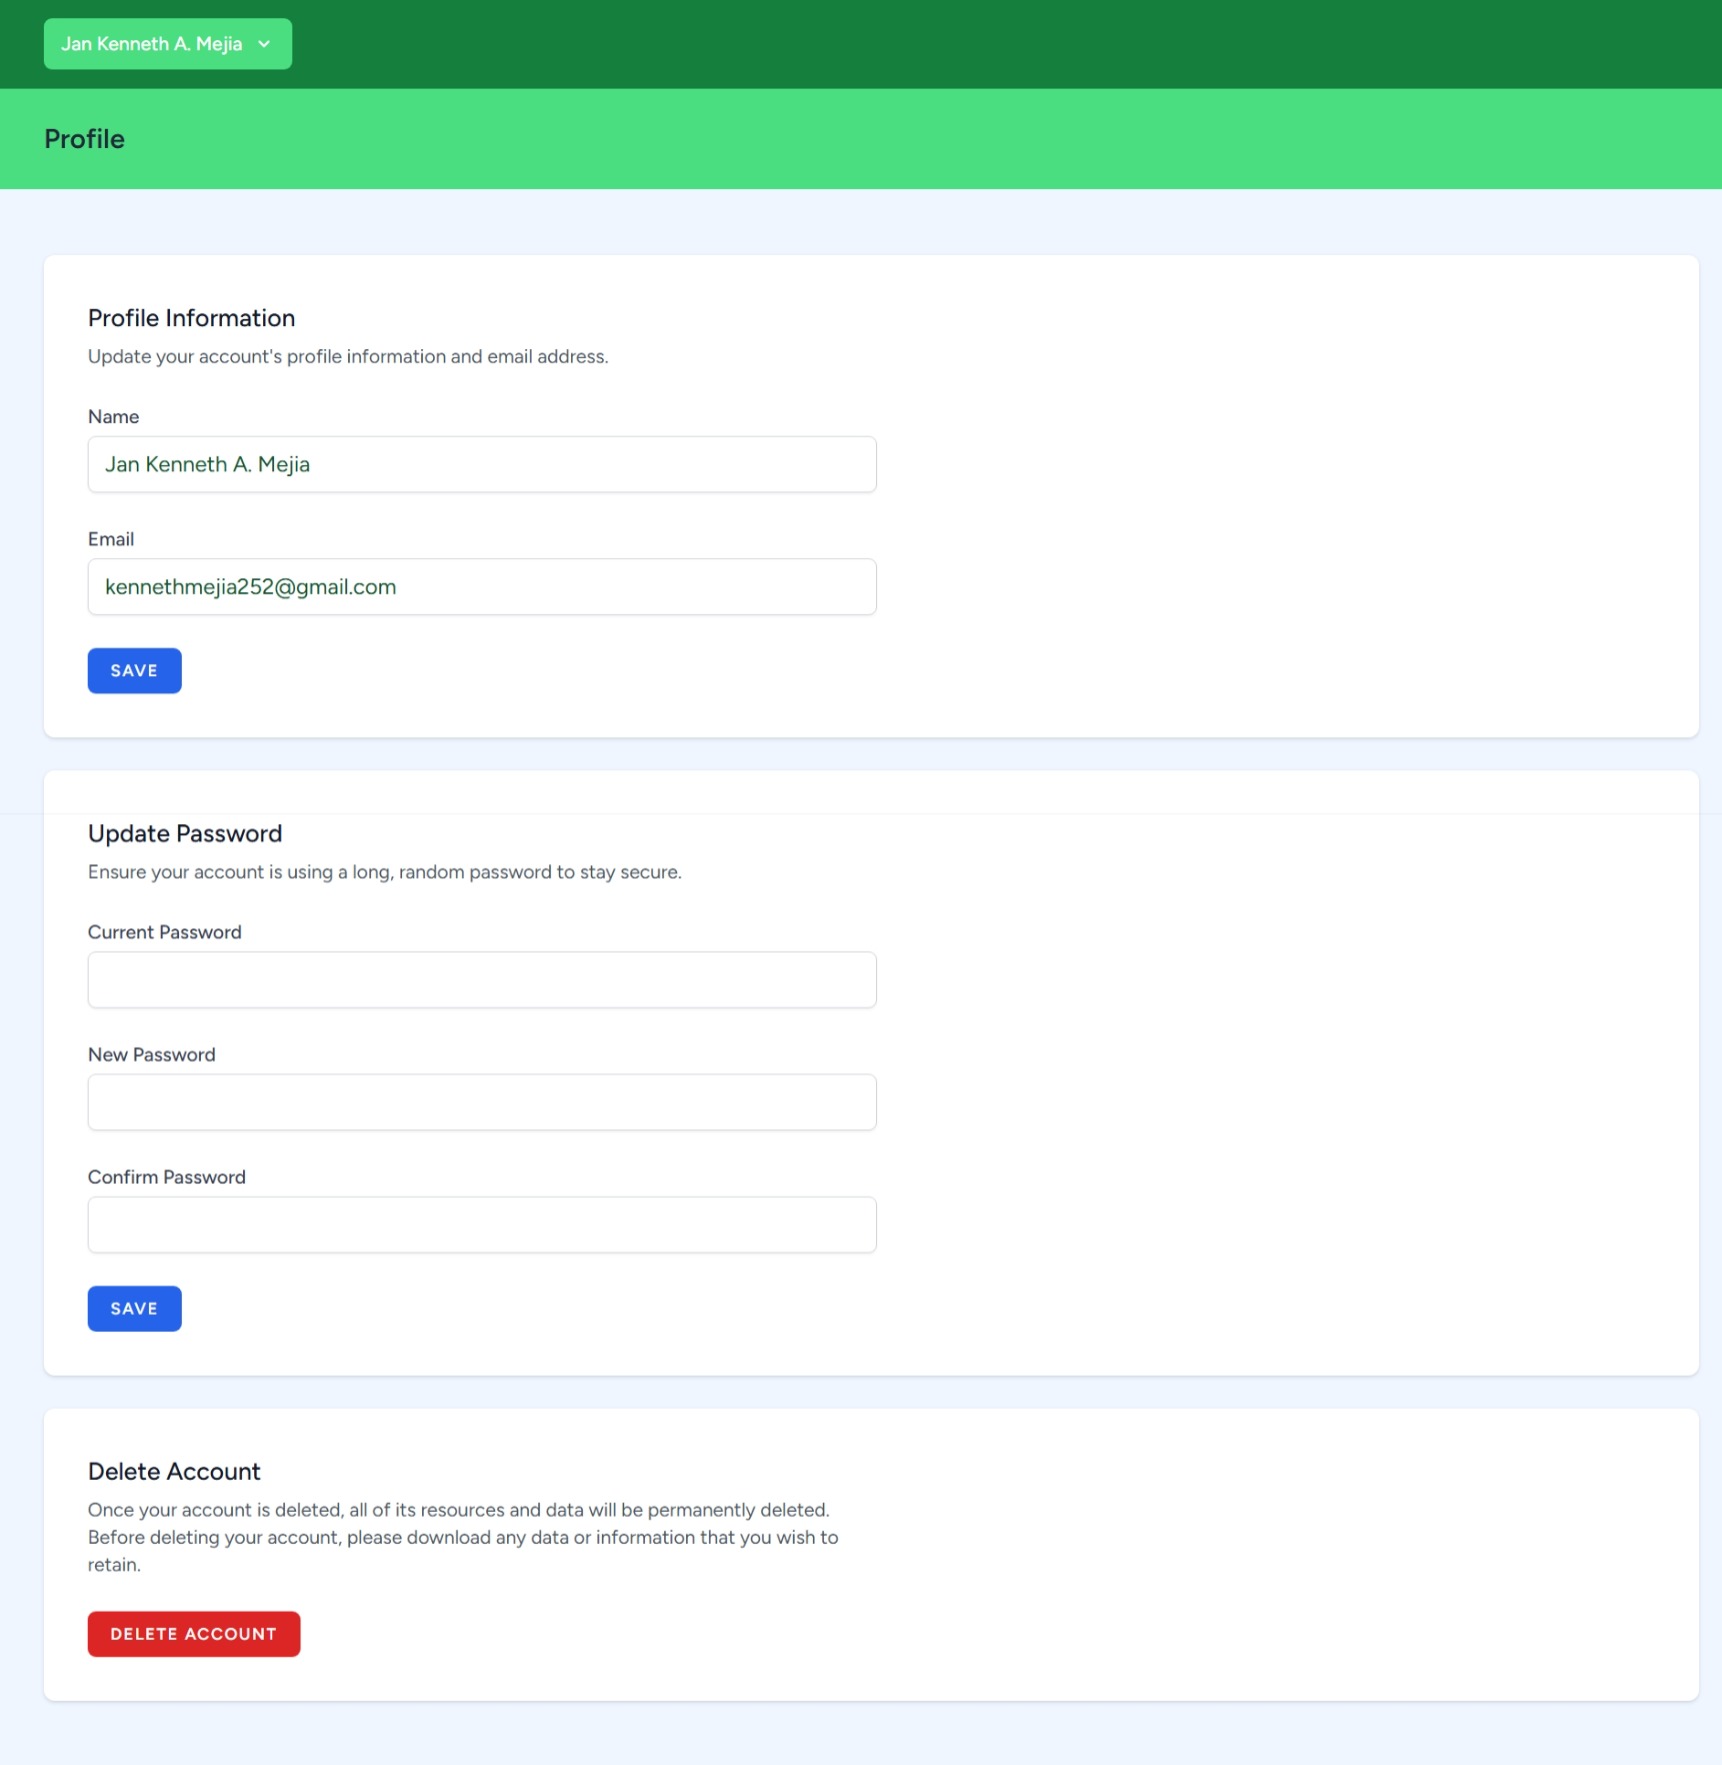 Jan Kenneth A. Mejia
Profile
Profile Information
Update your account's profile information and email address.
Name
Jan Kenneth A. Mejia
Email
kennethmejia252@gmail.com
SAVE
Update Password
Ensure your account is using a long, random password to stay secure.
Current Password
New Password
Confirm Password
SAVE
Delete Account
Once your account is deleted, all of its resources and data will be permanently deleted.
Before deleting your account, please download any data or information that you wish to
retain.
DELETE ACCOUNT